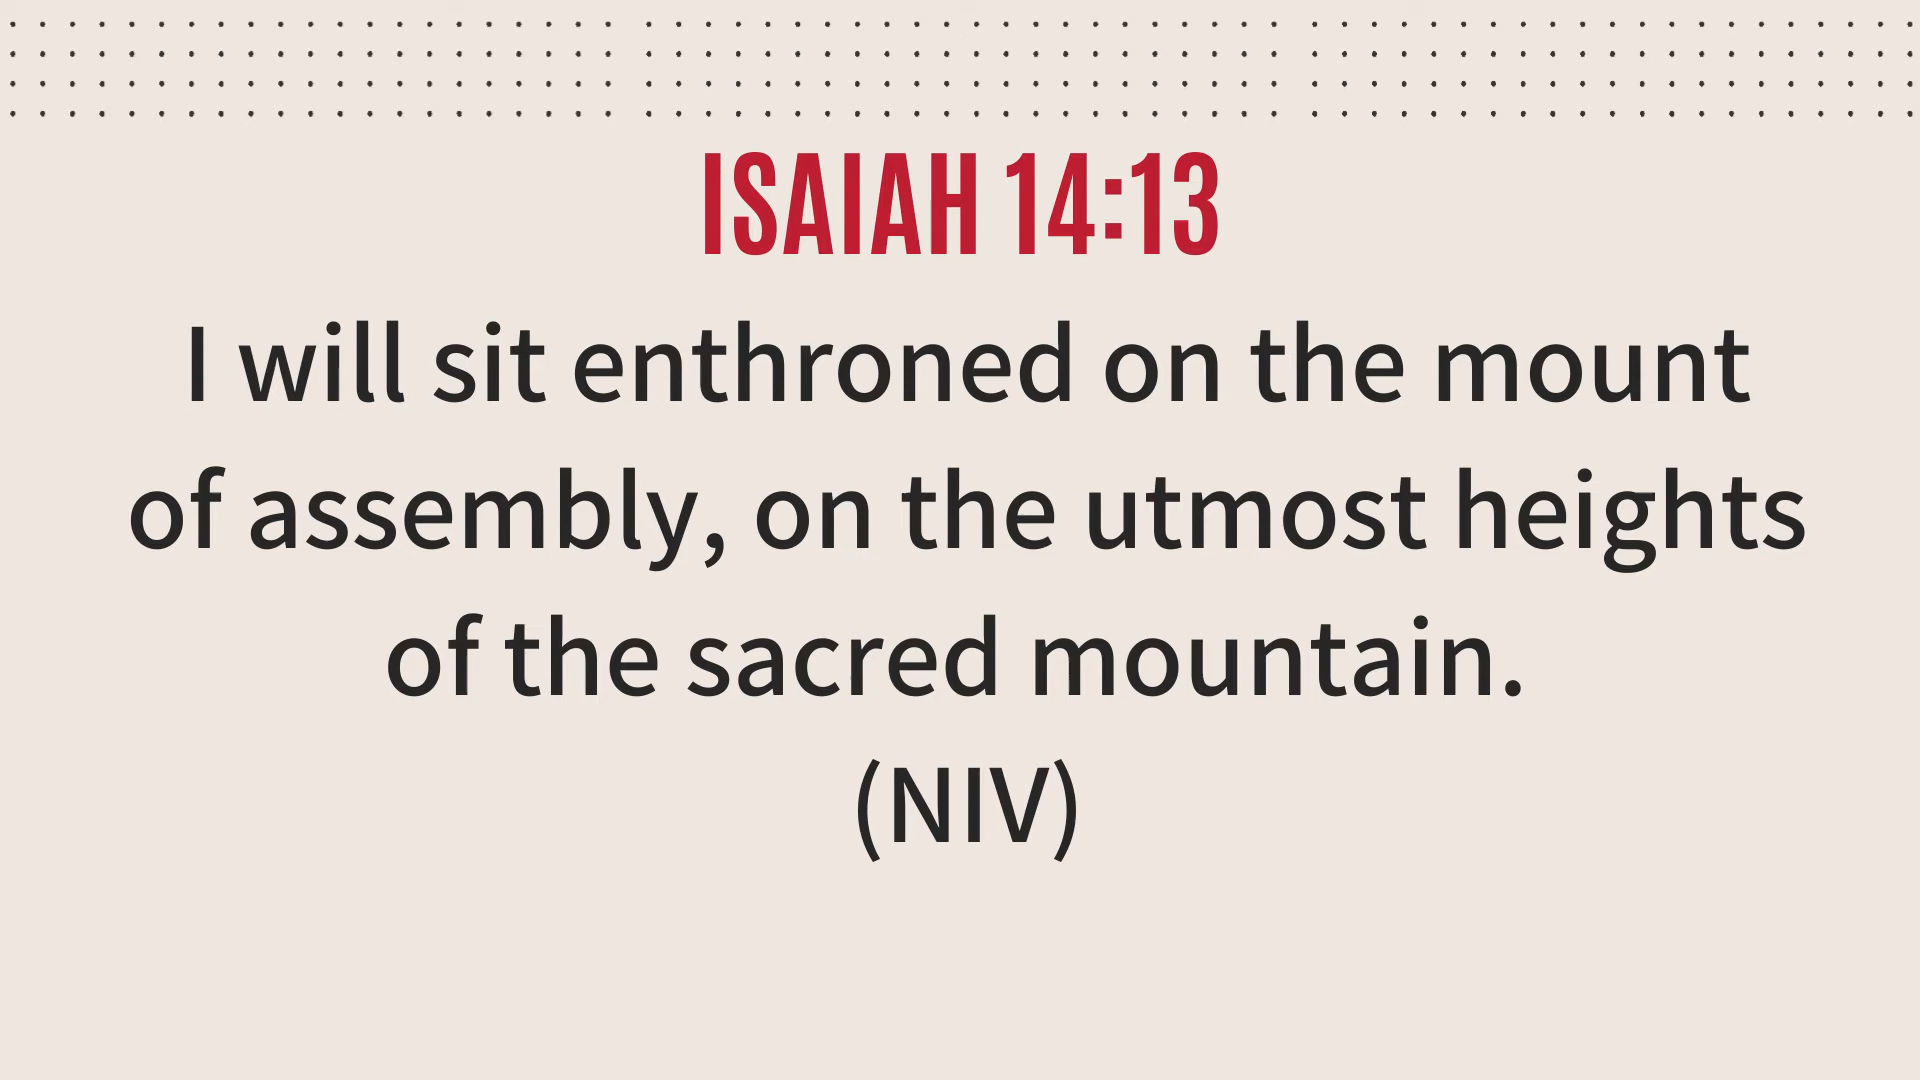 ISAIAH 14:13
I will sit enthroned on the mount
of assembly, on the utmost heights
of the sacred mountain.
(NIV)